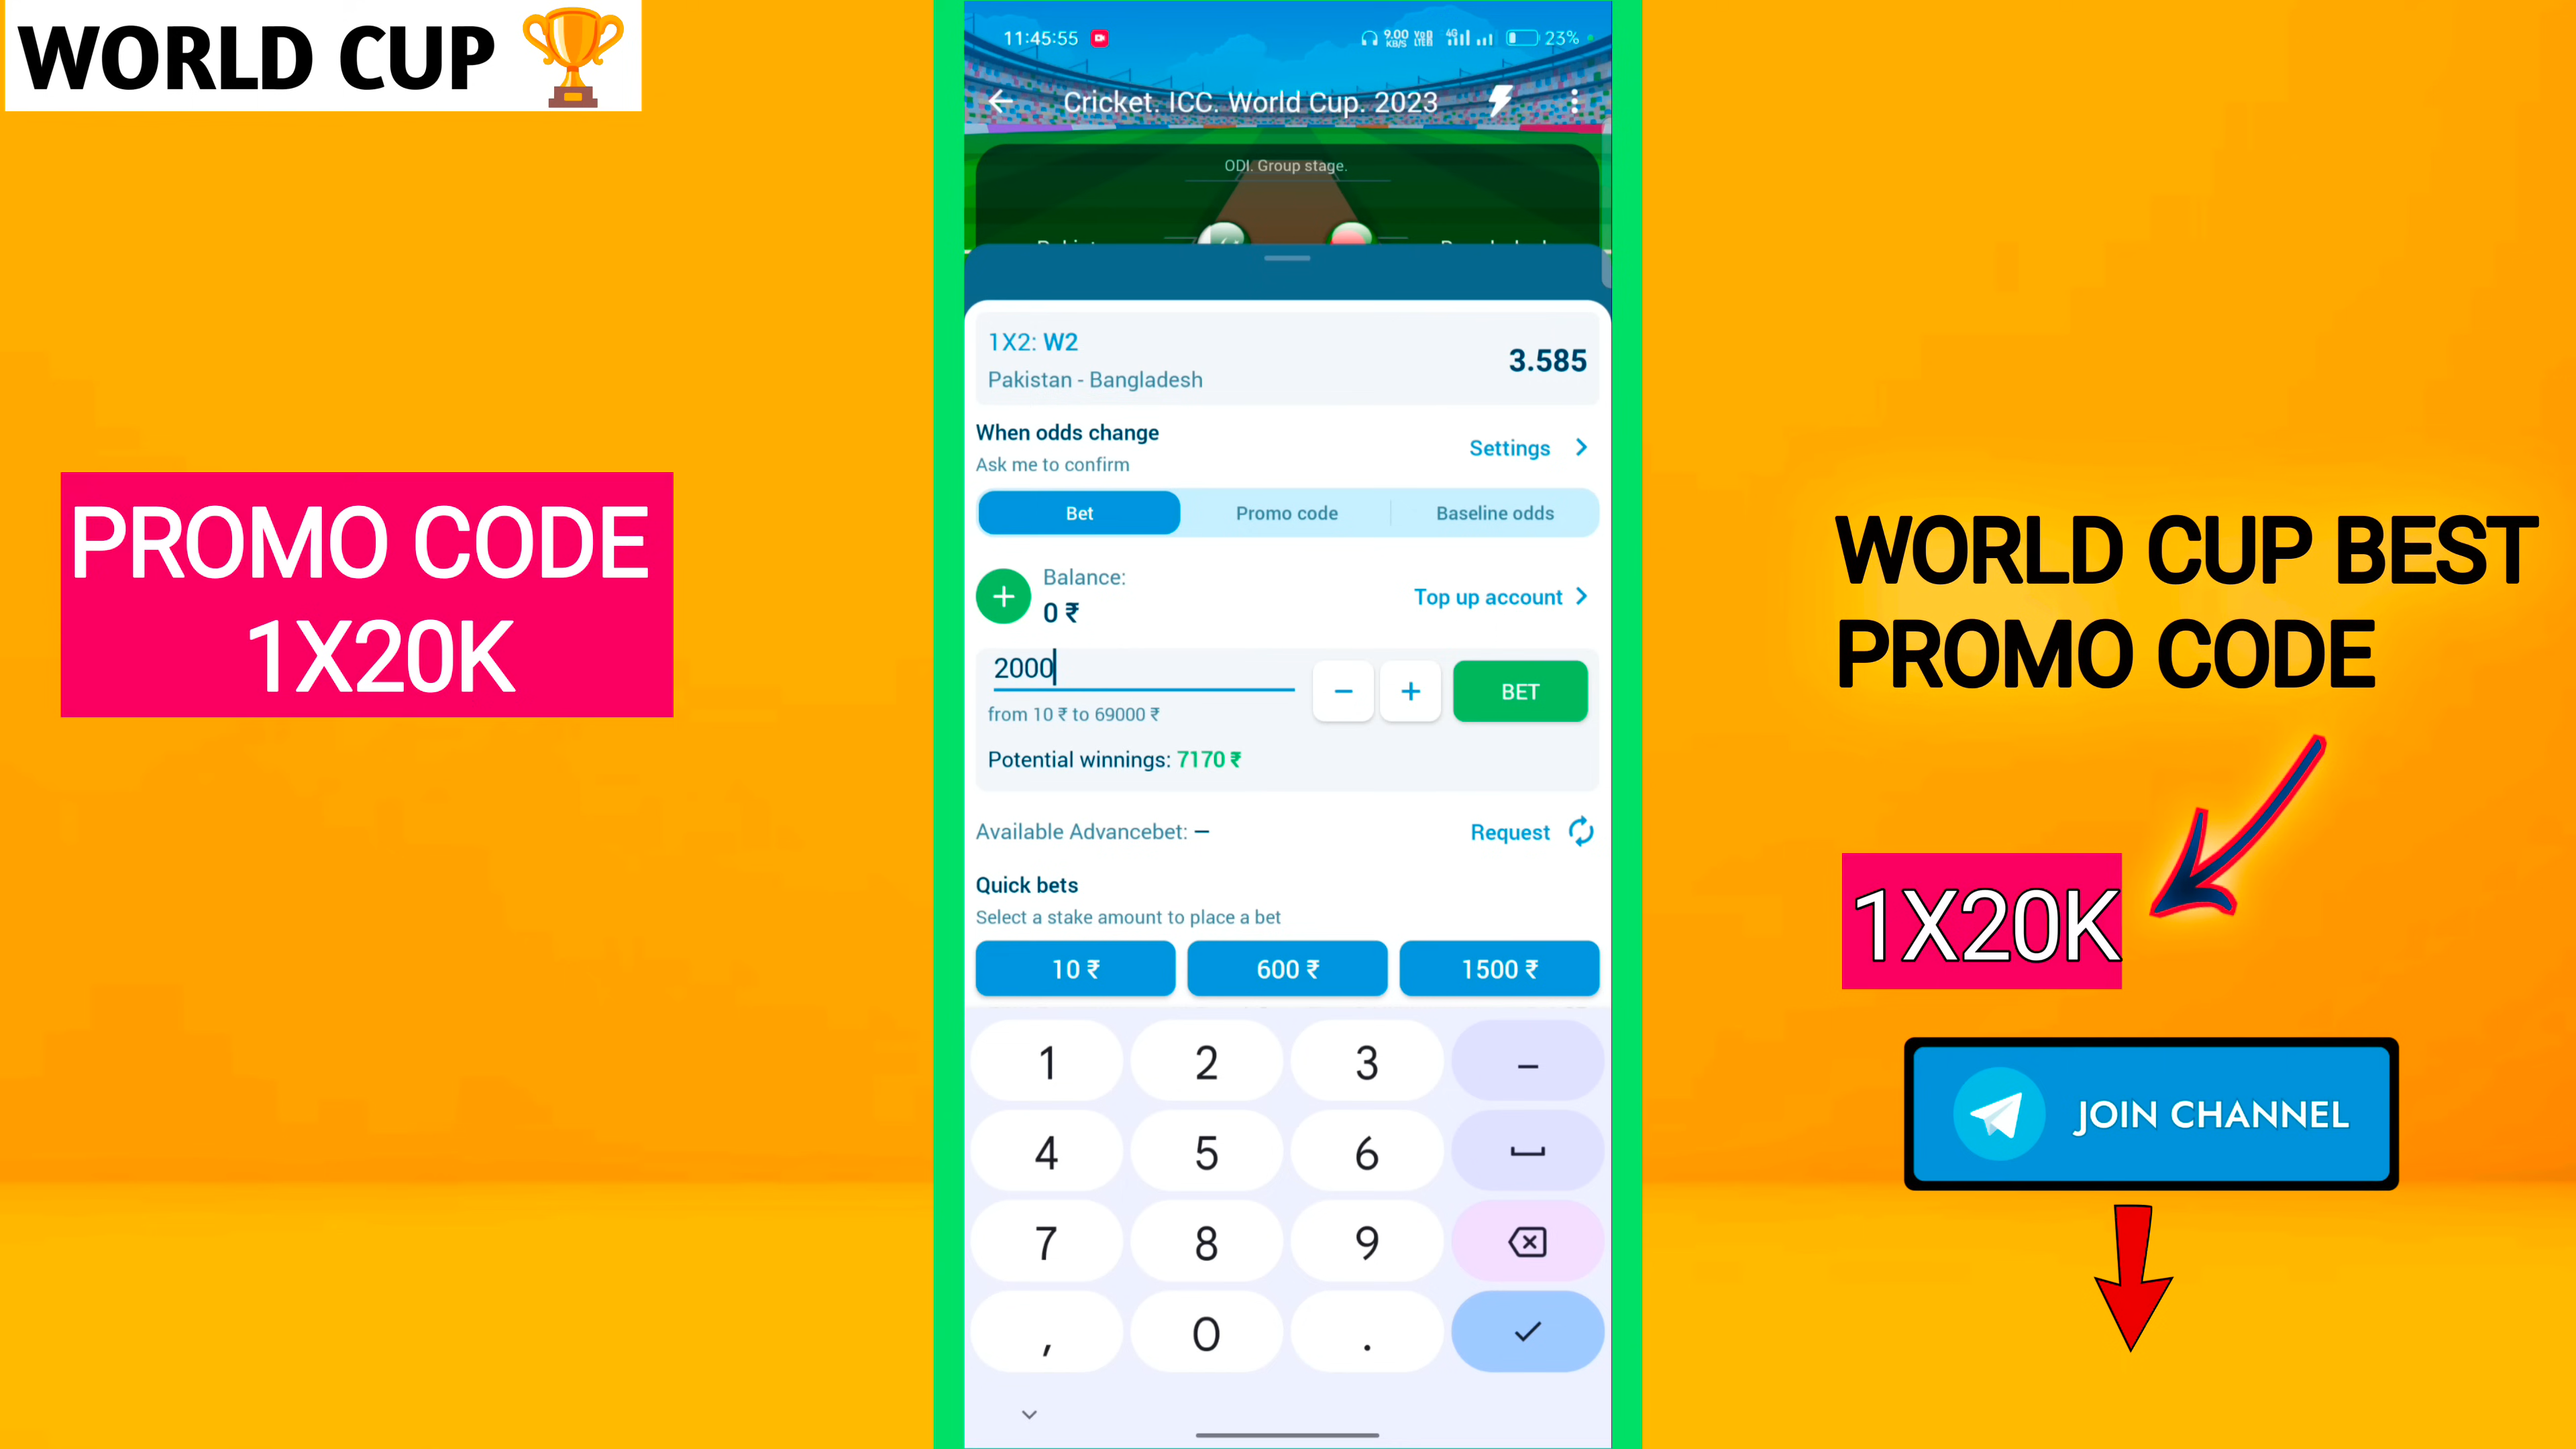 WORLD CUP
PROMO CODE
1X20K
11:45:55
9.00 KB/S
4G
23%
Cricket. ICC. World Cup. 2023
ODI. Group stage.
1X2: W2
3.585
Pakistan - Bangladesh
When odds change
Settings
Ask me to confirm
Bet
Promo code
Baseline odds
Balance:
0 ₹
Top up account
2000
BET
from 10 ₹ to 69000 ₹
Potential winnings: 7170 ₹
Available Advancebet: –
Request
Quick bets
Select a stake amount to place a bet
10 ₹
600 ₹
1500 ₹
1 2 3 –
4 5 6
7 8 9
, 0 .
WORLD CUP BEST
PROMO CODE
1X20K
JOIN CHANNEL